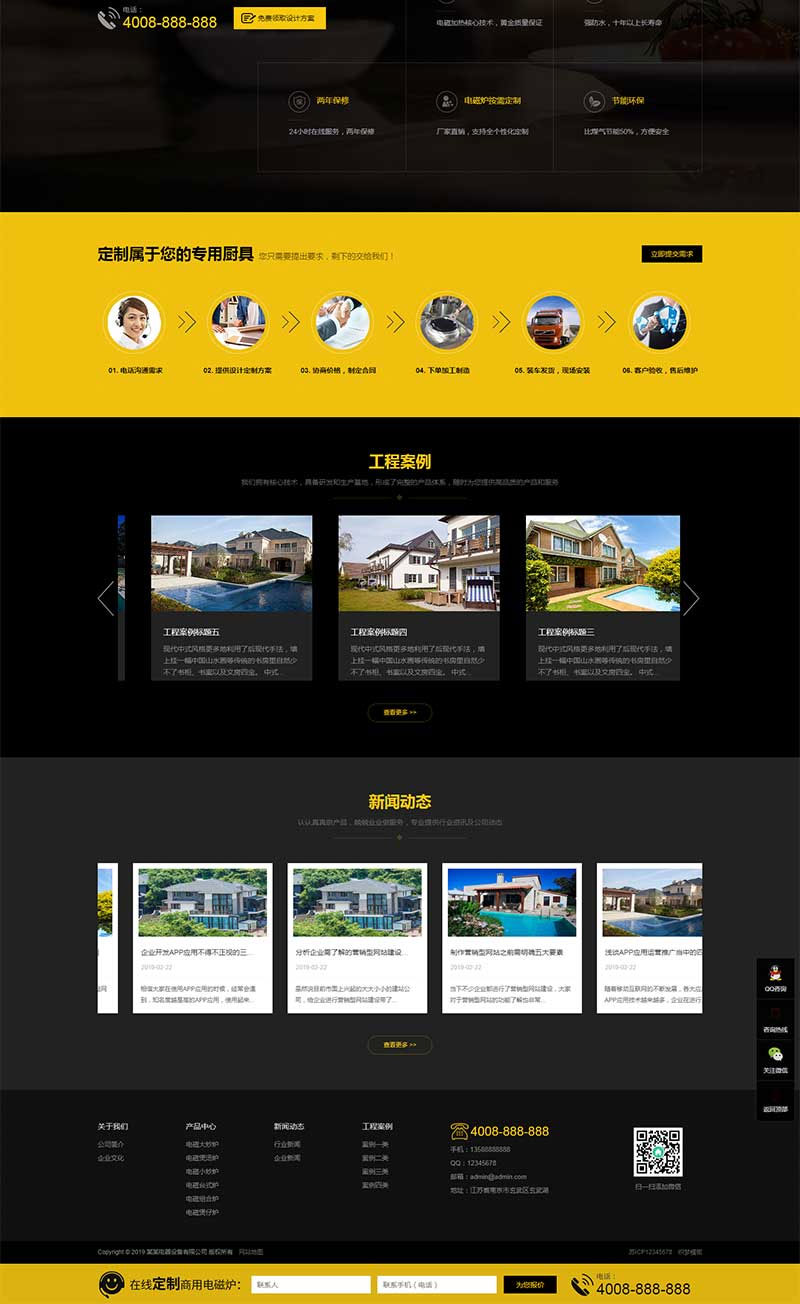 电话：
4008-888-888
免费领取设计方案
电磁加热核心技术，黄金质量保证
强防水，十年以上长寿命
两年保修
电磁炉按需定制
节能环保
24小时在线服务，两年保修
厂家直销，支持全个性化定制
比煤气节能50%，方便安全
定制属于您的专用厨具 您只需要提出要求，剩下的交给我们！
立即提交需求
01. 电话沟通需求
02. 提供设计定制方案
03. 协商价格，制定合同
04. 下单加工制造
05. 装车发货，现场安装
06. 客户验收，售后维护
工程案例
我们拥有核心技术，具备研发和生产基地，形成了完整的产品体系，随时为您提供高品质的产品和服务
工程案例标题五
现代中式风格更多地利用了后现代手法，墙
上挂一幅中国山水画等传统的书房里自然少
不了书柜、书案以及文房四宝。 中式...
工程案例标题四
现代中式风格更多地利用了后现代手法，墙
上挂一幅中国山水画等传统的书房里自然少
不了书柜、书案以及文房四宝。 中式...
工程案例标题三
现代中式风格更多地利用了后现代手法，墙
上挂一幅中国山水画等传统的书房里自然少
不了书柜、书案以及文房四宝。 中式...
查看更多 >>
新闻动态
认认真真做产品，兢兢业业做服务，专业提供行业资讯及公司动态
企业开发APP应用不得不正视的三...
2019-02-22
相信大家在使用APP应用的时候，经常会遇
到，知名度越是高的APP应用，使用起来...
分析企业需了解的营销型网站建设...
2019-02-22
虽然说目前市面上兴起的大大小小的建站公
司，给企业进行营销型网站建设带了...
制作营销型网站之前需明确五大要素
2019-02-22
当下不少企业都进行了营销型网站建设，大家
对于营销型网站的功能了解也非常...
浅谈APP应用运营推广当中的四
2019-02-22
随着移动互联网的不断发展，各大应
APP应用技术越来越多，企业在进行
查看更多 >>
QQ咨询
咨询热线
关注微信
返回顶部
关于我们
公司简介
企业文化
产品中心
电磁大炒炉
电磁煲汤炉
电磁小炒炉
电磁台式炉
电磁组合炉
电磁煲仔炉
新闻动态
行业新闻
企业新闻
工程案例
案例一类
案例二类
案例三类
案例四类
4008-888-888
手机：13588888888
QQ：12345678
邮箱：admin@admin.com
地址：江苏省南京市玄武区玄武湖
扫一扫添加微信
Copyright © 2019 某某电器设备有限公司 版权所有 网站地图
苏ICP12345678 织梦模板
在线定制商用电磁炉：
联系人
联系手机（电话）
为您报价
电话：
4008-888-888